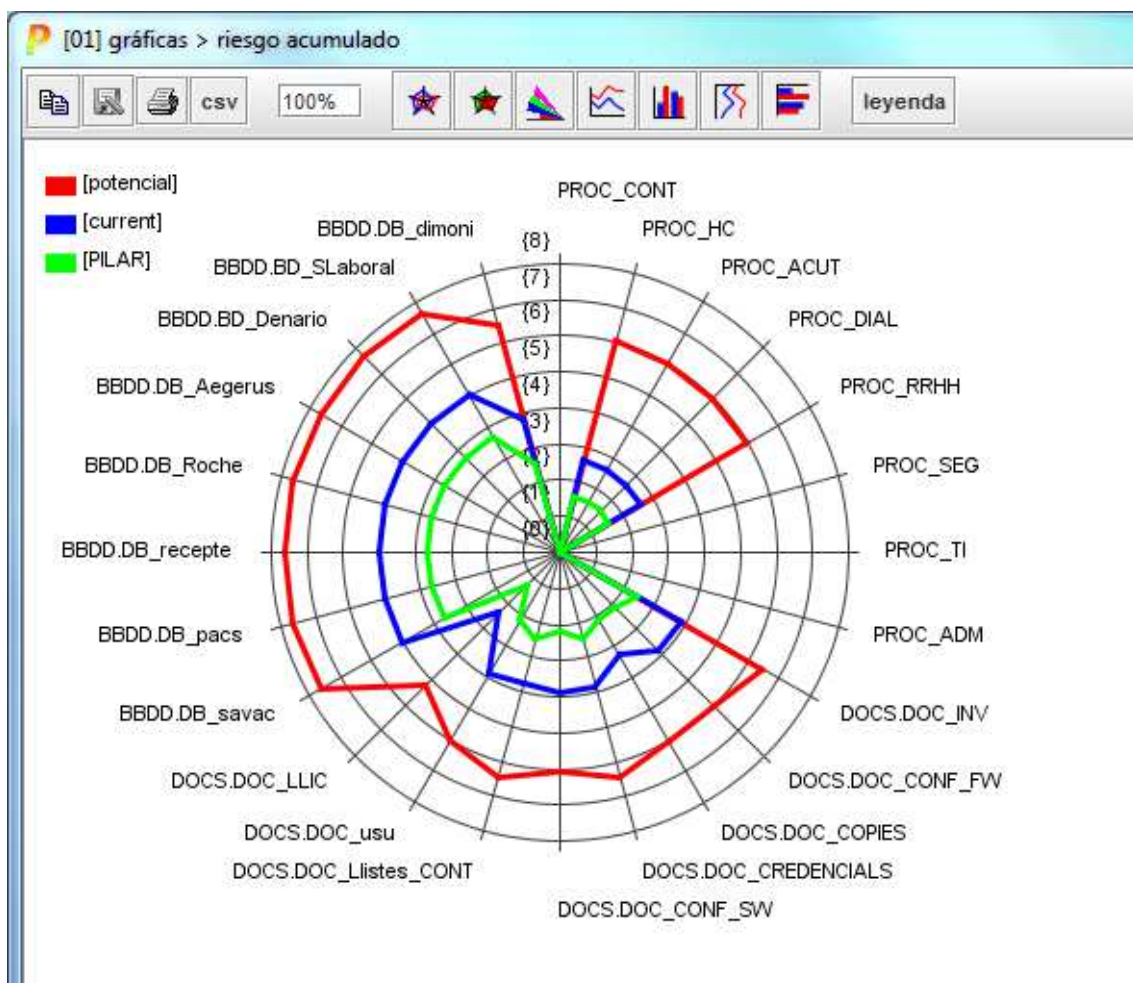 [01] gráficas > riesgo acumulado
csv
100%
leyenda
[potencial]
[current]
[PILAR]
PROC_CONT
PROC_HC
PROC_ACUT
PROC_DIAL
PROC_RRHH
PROC_SEG
PROC_TI
PROC_ADM
DOCS.DOC_INV
DOCS.DOC_CONF_FW
DOCS.DOC_COPIES
DOCS.DOC_CREDENCIALS
DOCS.DOC_CONF_SW
DOCS.DOC_Llistes_CONT
DOCS.DOC_usu
DOCS.DOC_LLIC
BBDD.DB_savac
BBDD.DB_pacs
BBDD.DB_recepte
BBDD.DB_Roche
BBDD.DB_Aegerus
BBDD.BD_Denario
BBDD.BD_SLaboral
BBDD.DB_dimoni
{8}
{7}
{6}
{5}
{4}
{3}
{2}
{1}
{0}